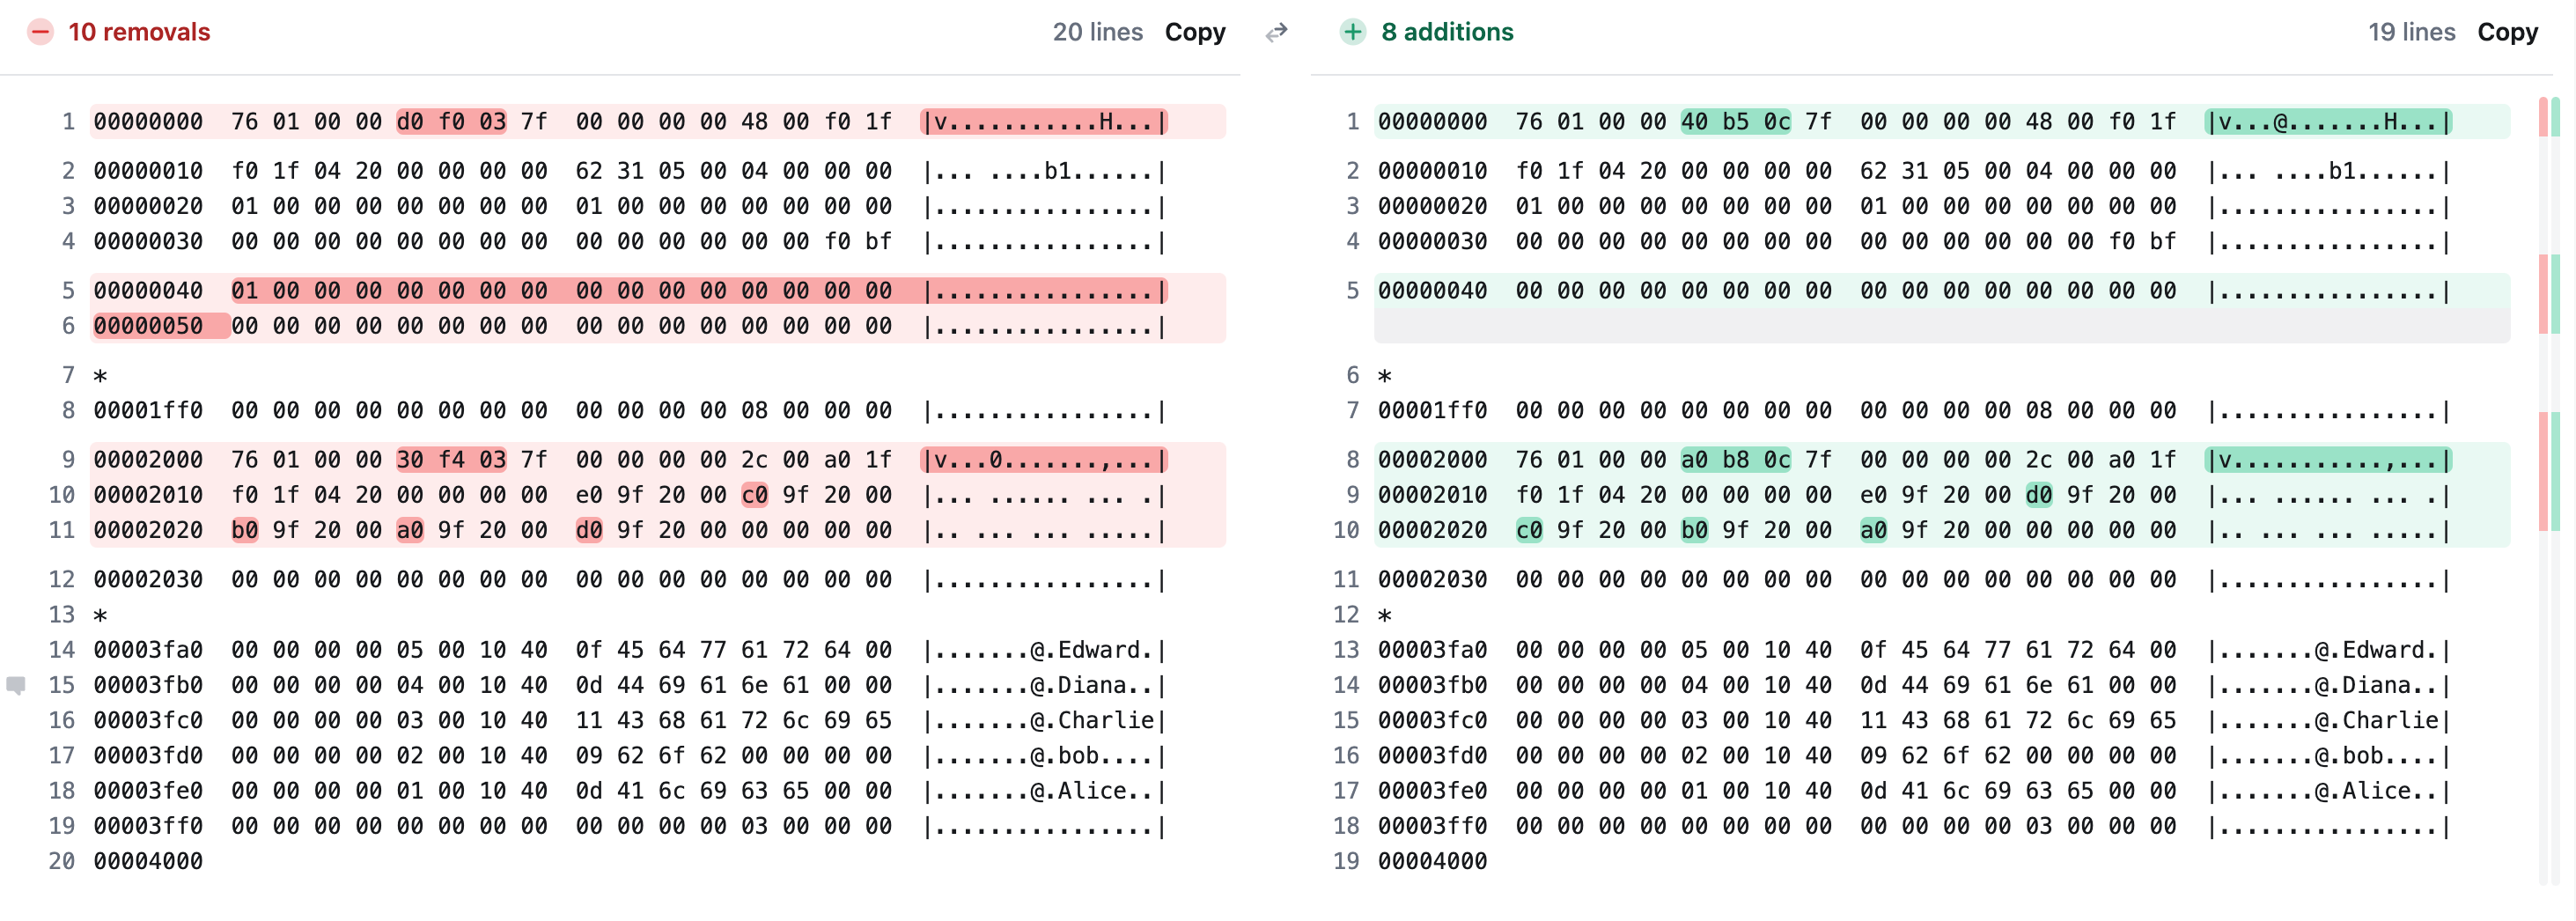 10 removals 20 lines Copy
1 00000000 76 01 00 00 d0 f0 03 7f 00 00 00 00 48 00 f0 1f |v...........H...|
2 00000010 f0 1f 04 20 00 00 00 00 62 31 05 00 04 00 00 00 |... ....b1......|
3 00000020 01 00 00 00 00 00 00 00 01 00 00 00 00 00 00 00 |................|
4 00000030 00 00 00 00 00 00 00 00 00 00 00 00 00 00 f0 bf |................|
5 00000040 01 00 00 00 00 00 00 00 00 00 00 00 00 00 00 00 |................|
6 00000050 00 00 00 00 00 00 00 00 00 00 00 00 00 00 00 00 |................|
7 *
8 00001ff0 00 00 00 00 00 00 00 00 00 00 00 00 08 00 00 00 |................|
9 00002000 76 01 00 00 30 f4 03 7f 00 00 00 00 2c 00 a0 1f |v...0.......,...|
10 00002010 f0 1f 04 20 00 00 00 00 e0 9f 20 00 c0 9f 20 00 |... ...... ... .|
11 00002020 b0 9f 20 00 a0 9f 20 00 d0 9f 20 00 00 00 00 00 |.. ... ... .....|
12 00002030 00 00 00 00 00 00 00 00 00 00 00 00 00 00 00 00 |................|
13 *
14 00003fa0 00 00 00 00 05 00 10 40 0f 45 64 77 61 72 64 00 |.......@.Edward.|
15 00003fb0 00 00 00 00 04 00 10 40 0d 44 69 61 6e 61 00 00 |.......@.Diana..|
16 00003fc0 00 00 00 00 03 00 10 40 11 43 68 61 72 6c 69 65 |.......@.Charlie|
17 00003fd0 00 00 00 00 02 00 10 40 09 62 6f 62 00 00 00 00 |.......@.bob....|
18 00003fe0 00 00 00 00 01 00 10 40 0d 41 6c 69 63 65 00 00 |.......@.Alice..|
19 00003ff0 00 00 00 00 00 00 00 00 00 00 00 00 03 00 00 00 |................|
20 00004000
8 additions 19 lines Copy
1 00000000 76 01 00 00 40 b5 0c 7f 00 00 00 00 48 00 f0 1f |v...@.......H...|
2 00000010 f0 1f 04 20 00 00 00 00 62 31 05 00 04 00 00 00 |... ....b1......|
3 00000020 01 00 00 00 00 00 00 00 01 00 00 00 00 00 00 00 |................|
4 00000030 00 00 00 00 00 00 00 00 00 00 00 00 00 00 f0 bf |................|
5 00000040 00 00 00 00 00 00 00 00 00 00 00 00 00 00 00 00 |................|
6 *
7 00001ff0 00 00 00 00 00 00 00 00 00 00 00 00 08 00 00 00 |................|
8 00002000 76 01 00 00 a0 b8 0c 7f 00 00 00 00 2c 00 a0 1f |v...........,...|
9 00002010 f0 1f 04 20 00 00 00 00 e0 9f 20 00 d0 9f 20 00 |... ...... ... .|
10 00002020 c0 9f 20 00 b0 9f 20 00 a0 9f 20 00 00 00 00 00 |.. ... ... .....|
11 00002030 00 00 00 00 00 00 00 00 00 00 00 00 00 00 00 00 |................|
12 *
13 00003fa0 00 00 00 00 05 00 10 40 0f 45 64 77 61 72 64 00 |.......@.Edward.|
14 00003fb0 00 00 00 00 04 00 10 40 0d 44 69 61 6e 61 00 00 |.......@.Diana..|
15 00003fc0 00 00 00 00 03 00 10 40 11 43 68 61 72 6c 69 65 |.......@.Charlie|
16 00003fd0 00 00 00 00 02 00 10 40 09 62 6f 62 00 00 00 00 |.......@.bob....|
17 00003fe0 00 00 00 00 01 00 10 40 0d 41 6c 69 63 65 00 00 |.......@.Alice..|
18 00003ff0 00 00 00 00 00 00 00 00 00 00 00 00 03 00 00 00 |................|
19 00004000